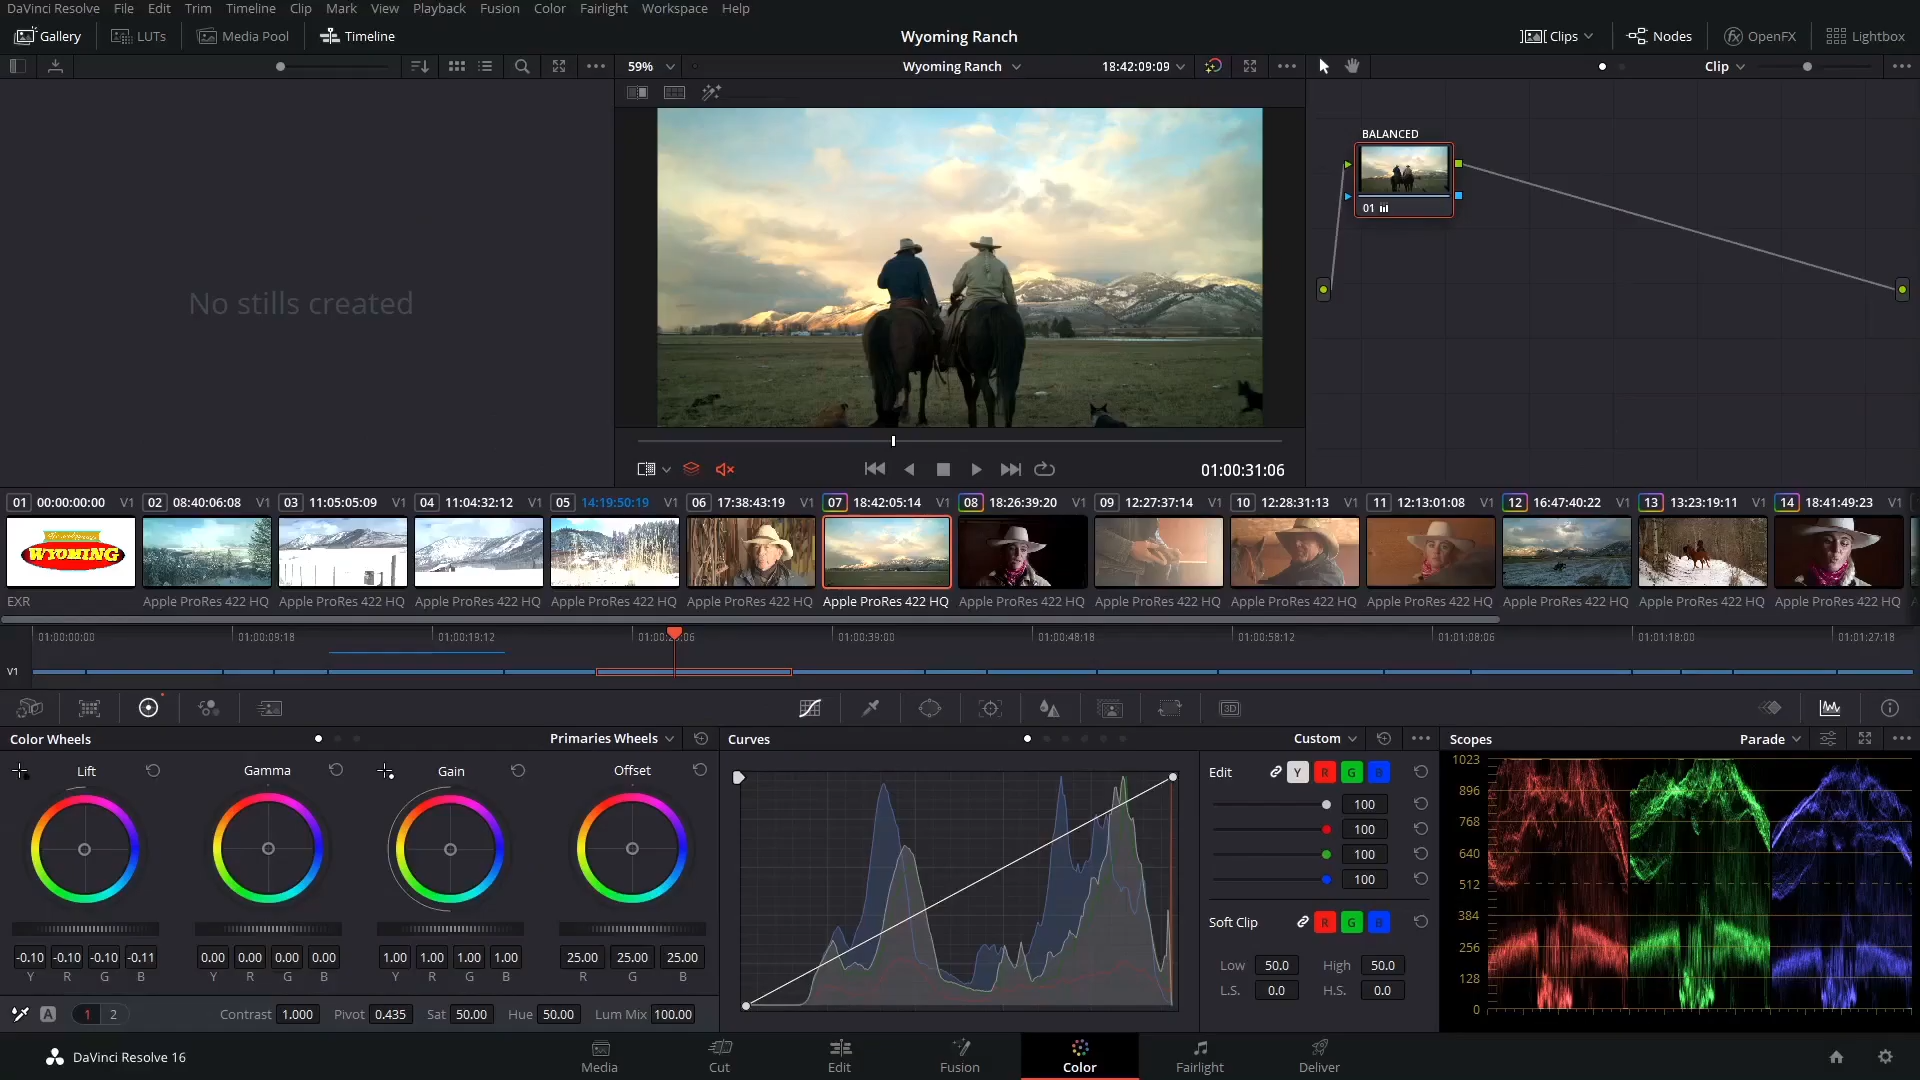 DaVinci Resolve File Edit Trim Timeline Clip Mark View Playback Fusion Color Fairlight Workspace Help
Gallery LUTs Media Pool Timeline Wyoming Ranch Clips Nodes OpenFX Lightbox
59% Wyoming Ranch 18:42:09:09 Clip
BALANCED
01
No stills created
01:00:31:06
01 00:00:00:00 V1 02 08:40:06:08 V1 03 11:05:05:09 V1 04 11:04:32:12 V1 05 14:19:50:19 V1 06 17:38:43:19 V1 07 18:42:05:14 V1 08 18:26:39:20 V1 09 12:27:37:14 V1 10 12:28:31:13 V1 11 12:13:01:08 V1 12 16:47:40:22 V1 13 13:23:19:11 V1 14 18:41:49:23 V1
WYOMING
EXR Apple ProRes 422 HQ Apple ProRes 422 HQ Apple ProRes 422 HQ Apple ProRes 422 HQ Apple ProRes 422 HQ Apple ProRes 422 HQ Apple ProRes 422 HQ Apple ProRes 422 HQ Apple ProRes 422 HQ Apple ProRes 422 HQ Apple ProRes 422 HQ Apple ProRes 422 HQ Apple ProRes 422 HQ
01:00:00:00 01:00:09:18 01:00:19:12 01:00:39:00 01:00:48:18 01:00:58:12 01:01:08:06 01:01:18:00 01:01:27:18
V1
3D
Color Wheels Primaries Wheels Curves Custom Scopes Parade
Lift Gamma Gain Offset
-0.10 -0.10 -0.10 -0.11 0.00 0.00 0.00 0.00 1.00 1.00 1.00 1.00 25.00 25.00 25.00
Y R G B Y R G B Y R G B R G B
A 1 2 Contrast 1.000 Pivot 0.435 Sat 50.00 Hue 50.00 Lum Mix 100.00
Edit Y R G B
100
100
100
100
Soft Clip R G B
Low 50.0 High 50.0
L.S. 0.0 H.S. 0.0
1023
896
768
640
512
384
256
128
0
DaVinci Resolve 16 Media Cut Edit Fusion Color Fairlight Deliver